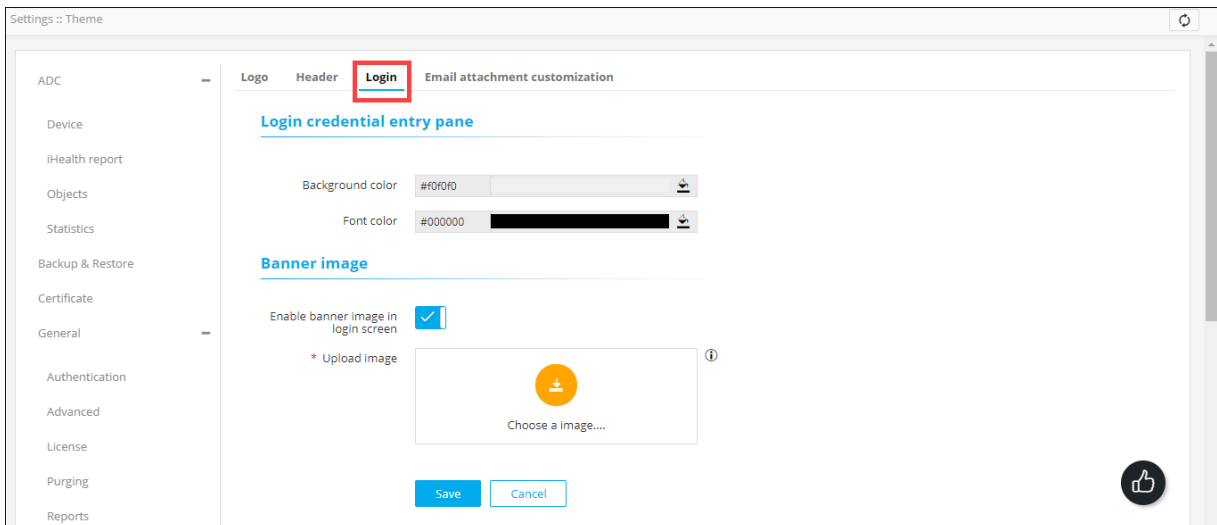 Settings :: Theme
ADC
Device
iHealth report
Objects
Statistics
Backup & Restore
Certificate
General
Authentication
Advanced
License
Purging
Reports
Logo Header Login Email attachment customization
Login credential entry pane
Background color #f0f0f0
Font color #000000
Banner image
Enable banner image in
login screen
* Upload image
Choose a image....
Save Cancel